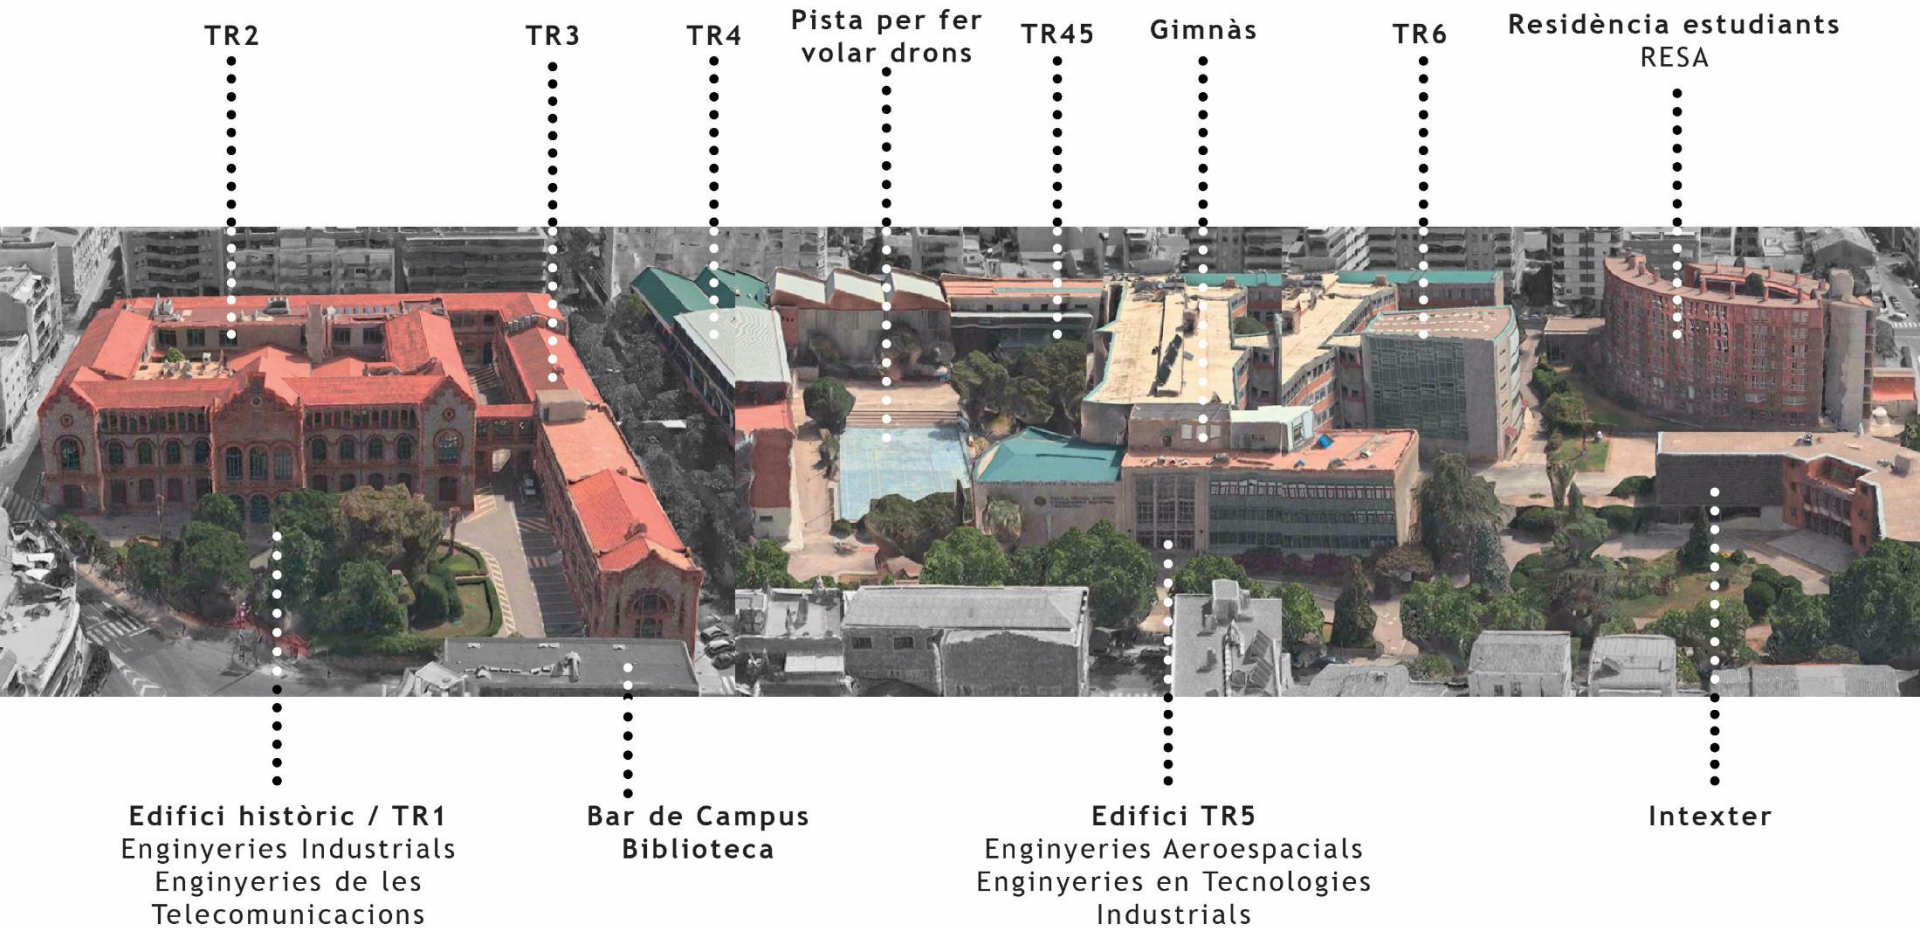 TR2
TR3
TR4
Pista per fer
volar drons
TR45
Gimnàs
TR6
Residència estudiants
RESA
Edifici històric / TR1
Enginyeries Industrials
Enginyeries de les
Telecomunicacions
Bar de Campus
Biblioteca
Edifici TR5
Enginyeries Aeroespacials
Enginyeries en Tecnologies
Industrials
Intexter